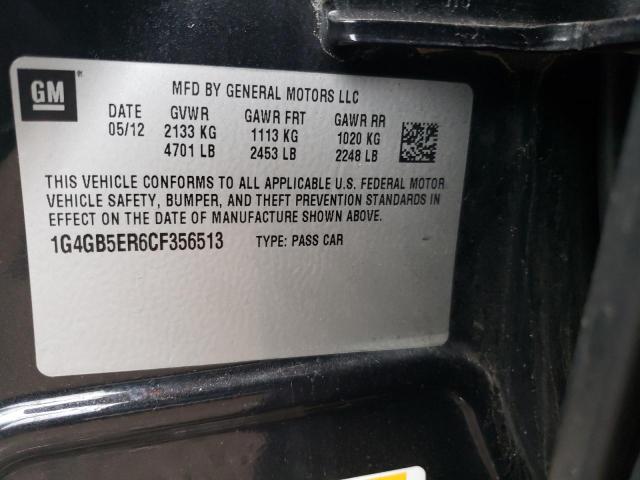 GM
MFD BY GENERAL MOTORS LLC
DATE GVWR GAWR FRT GAWR RR
05/12 2133 KG 1113 KG 1020 KG
4701 LB 2453 LB 2248 LB
THIS VEHICLE CONFORMS TO ALL APPLICABLE U.S. FEDERAL MOTOR
VEHICLE SAFETY, BUMPER, AND THEFT PREVENTION STANDARDS IN
EFFECT ON THE DATE OF MANUFACTURE SHOWN ABOVE.
1G4GB5ER6CF356513 TYPE: PASS CAR